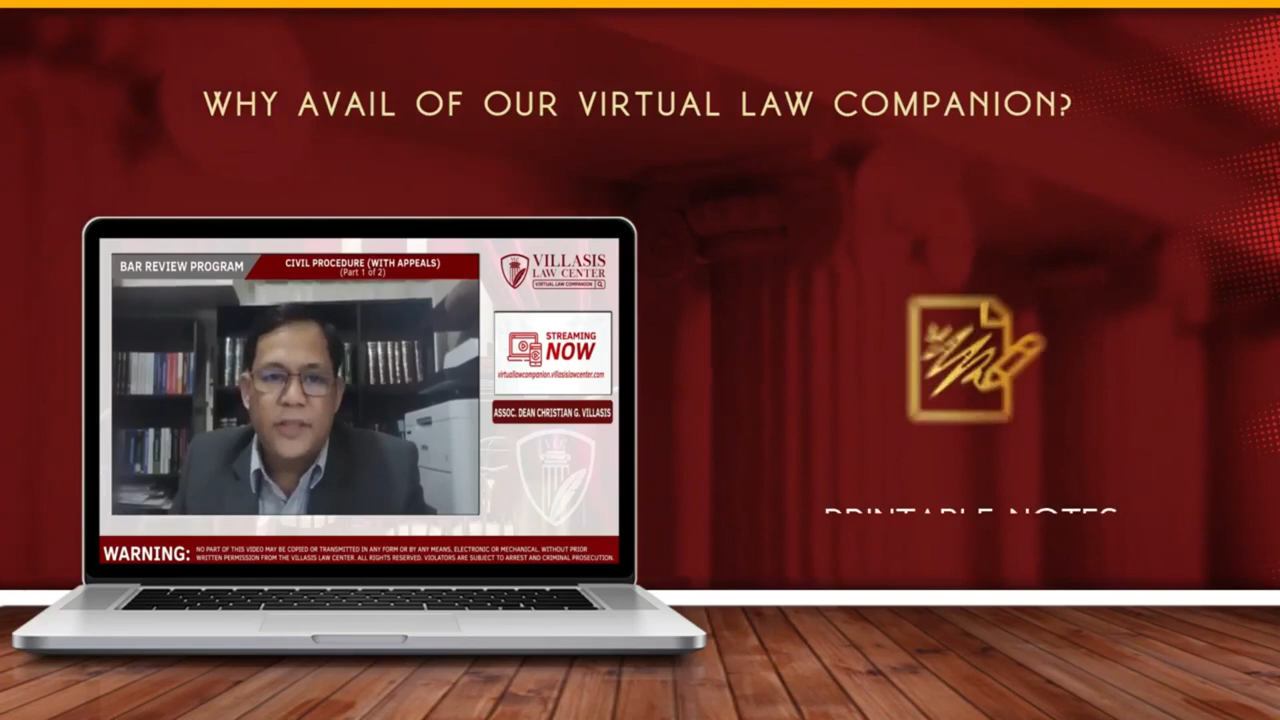 WHY AVAIL OF OUR VIRTUAL LAW COMPANION?
BAR REVIEW PROGRAM
CIVIL PROCEDURE (WITH APPEALS)
(Part 1 of 2)
VILLASIS
LAW CENTER
VIRTUAL LAW COMPANION
STREAMING
NOW
virtuallawcompanion.villasislawcenter.com
ASSOC. DEAN CHRISTIAN G. VILLASIS
PRINTABLE NOTES
WARNING:
NO PART OF THIS VIDEO MAY BE COPIED OR TRANSMITTED IN ANY FORM OR BY ANY MEANS, ELECTRONIC OR MECHANICAL, WITHOUT PRIOR
WRITTEN PERMISSION FROM THE VILLASIS LAW CENTER. ALL RIGHTS RESERVED. VIOLATORS ARE SUBJECT TO ARREST AND CRIMINAL PROSECUTION.